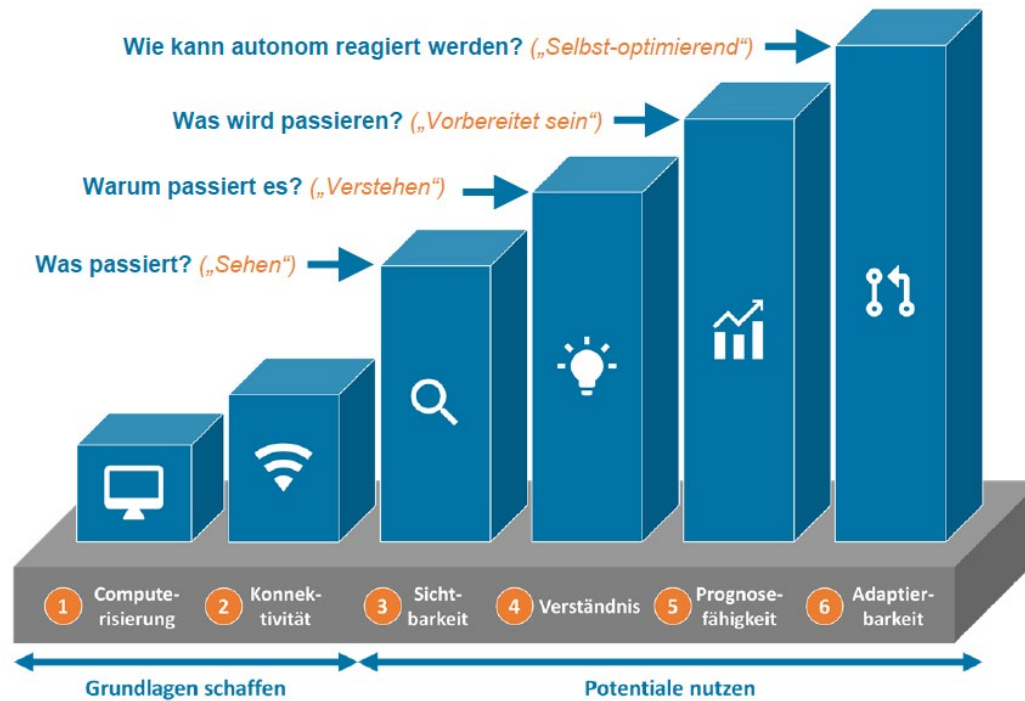 Wie kann autonom reagiert werden? („Selbst-optimierend“)
Was wird passieren? („Vorbereitet sein“)
Warum passiert es? („Verstehen“)
Was passiert? („Sehen“)
1 Compute-
risierung
2 Konnek-
tivität
3 Sicht-
barkeit
4 Verständnis
5 Prognose-
fähigkeit
6 Adaptier-
barkeit
Grundlagen schaffen
Potentiale nutzen